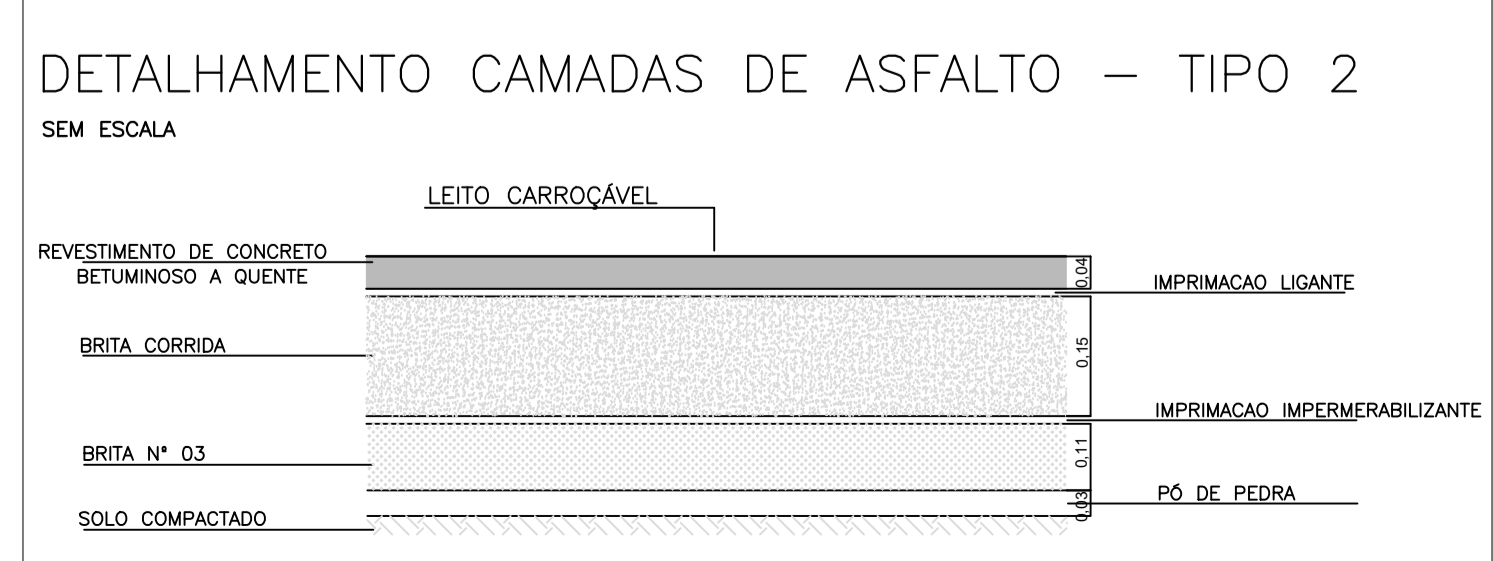 DETALHAMENTO CAMADAS DE ASFALTO - TIPO 2
SEM ESCALA
LEITO CARROÇÁVEL
REVESTIMENTO DE CONCRETO
BETUMINOSO A QUENTE
0,04
IMPRIMACAO LIGANTE
BRITA CORRIDA
0,15
IMPRIMACAO IMPERMERABILIZANTE
BRITA Nº 03
0,11
PÓ DE PEDRA
0,03
SOLO COMPACTADO